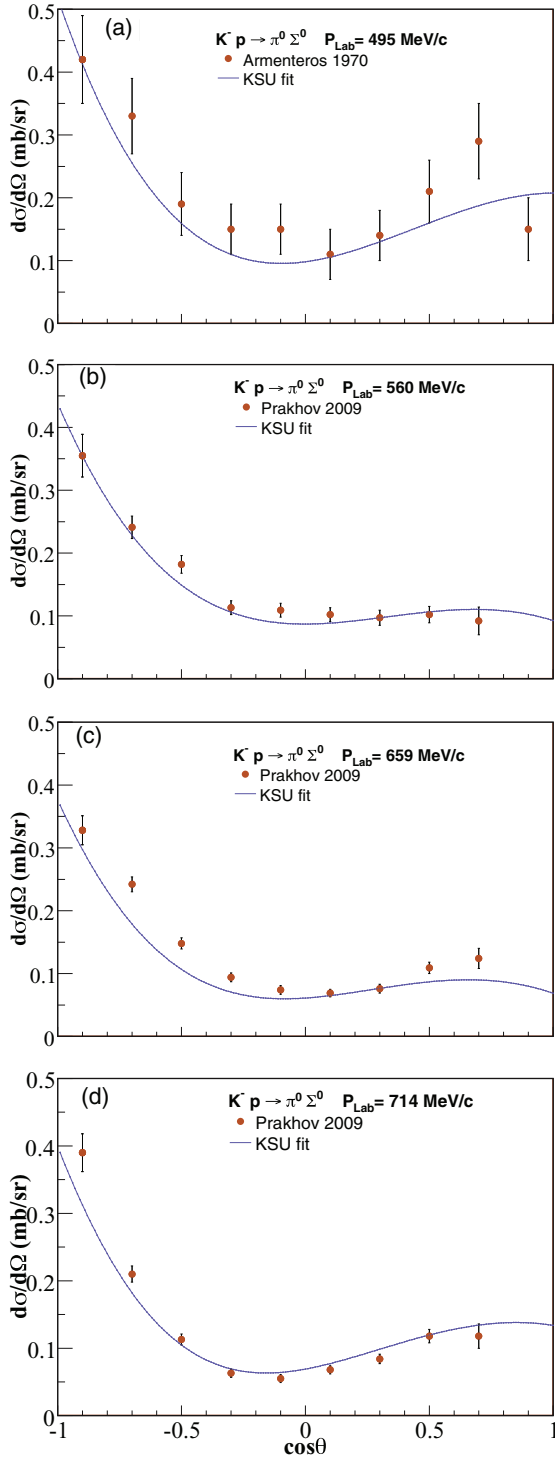 (a)
K⁻ p → π⁰ Σ⁰ P_Lab= 495 MeV/c
Armenteros 1970
KSU fit
dσ/dΩ (mb/sr)
0.5
0.4
0.3
0.2
0.1
0
(b)
K⁻ p → π⁰ Σ⁰ P_Lab= 560 MeV/c
Prakhov 2009
KSU fit
dσ/dΩ (mb/sr)
0.5
0.4
0.3
0.2
0.1
0
(c)
K⁻ p → π⁰ Σ⁰ P_Lab= 659 MeV/c
Prakhov 2009
KSU fit
dσ/dΩ (mb/sr)
0.5
0.4
0.3
0.2
0.1
0
(d)
K⁻ p → π⁰ Σ⁰ P_Lab= 714 MeV/c
Prakhov 2009
KSU fit
dσ/dΩ (mb/sr)
0.5
0.4
0.3
0.2
0.1
0
-1 -0.5 0 0.5 1
cosθ